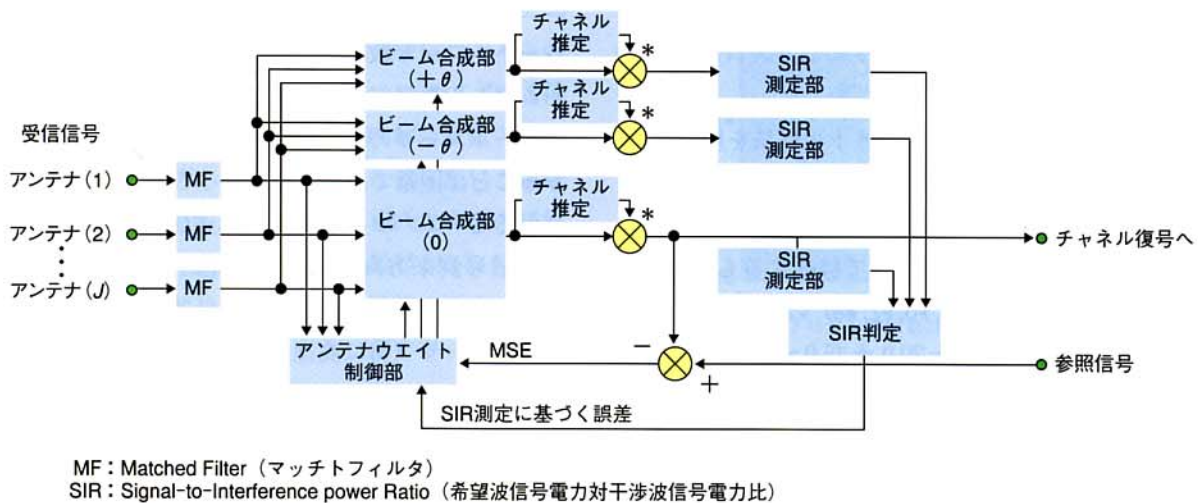 チャネル
推定
*
ビーム合成部
(+θ)
SIR
測定部
チャネル
推定
*
ビーム合成部
(−θ)
SIR
測定部
受信信号
アンテナ(1)
MF
チャネル
推定
*
ビーム合成部
(0)
アンテナ(2)
MF
チャネル復号へ
SIR
測定部
アンテナ(J)
MF
SIR判定
アンテナウエイト
制御部
MSE
−
+
参照信号
SIR測定に基づく誤差
MF:Matched Filter(マッチトフィルタ)
SIR:Signal-to-Interference power Ratio(希望波信号電力対干渉波信号電力比)